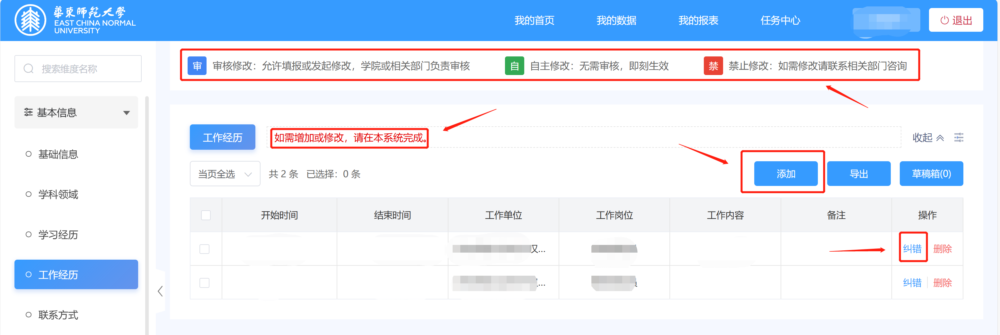 華東師範大學
EAST CHINA NORMAL
UNIVERSITY
我的首页 我的数据 我的报表 任务中心 退出
搜索维度名称
审 审核修改：允许填报或发起修改，学院或相关部门负责审核 自 自主修改：无需审核，即刻生效 禁 禁止修改：如需修改请联系相关部门咨询
基本信息
基础信息
学科领域
学习经历
工作经历
联系方式
工作经历 如需增加或修改，请在本系统完成。 收起
当页全选 共 2 条 已选择：0 条 添加 导出 草稿箱(0)
开始时间 结束时间 工作单位 工作岗位 工作内容 备注 操作
... 纠错 删除
... 纠错 删除